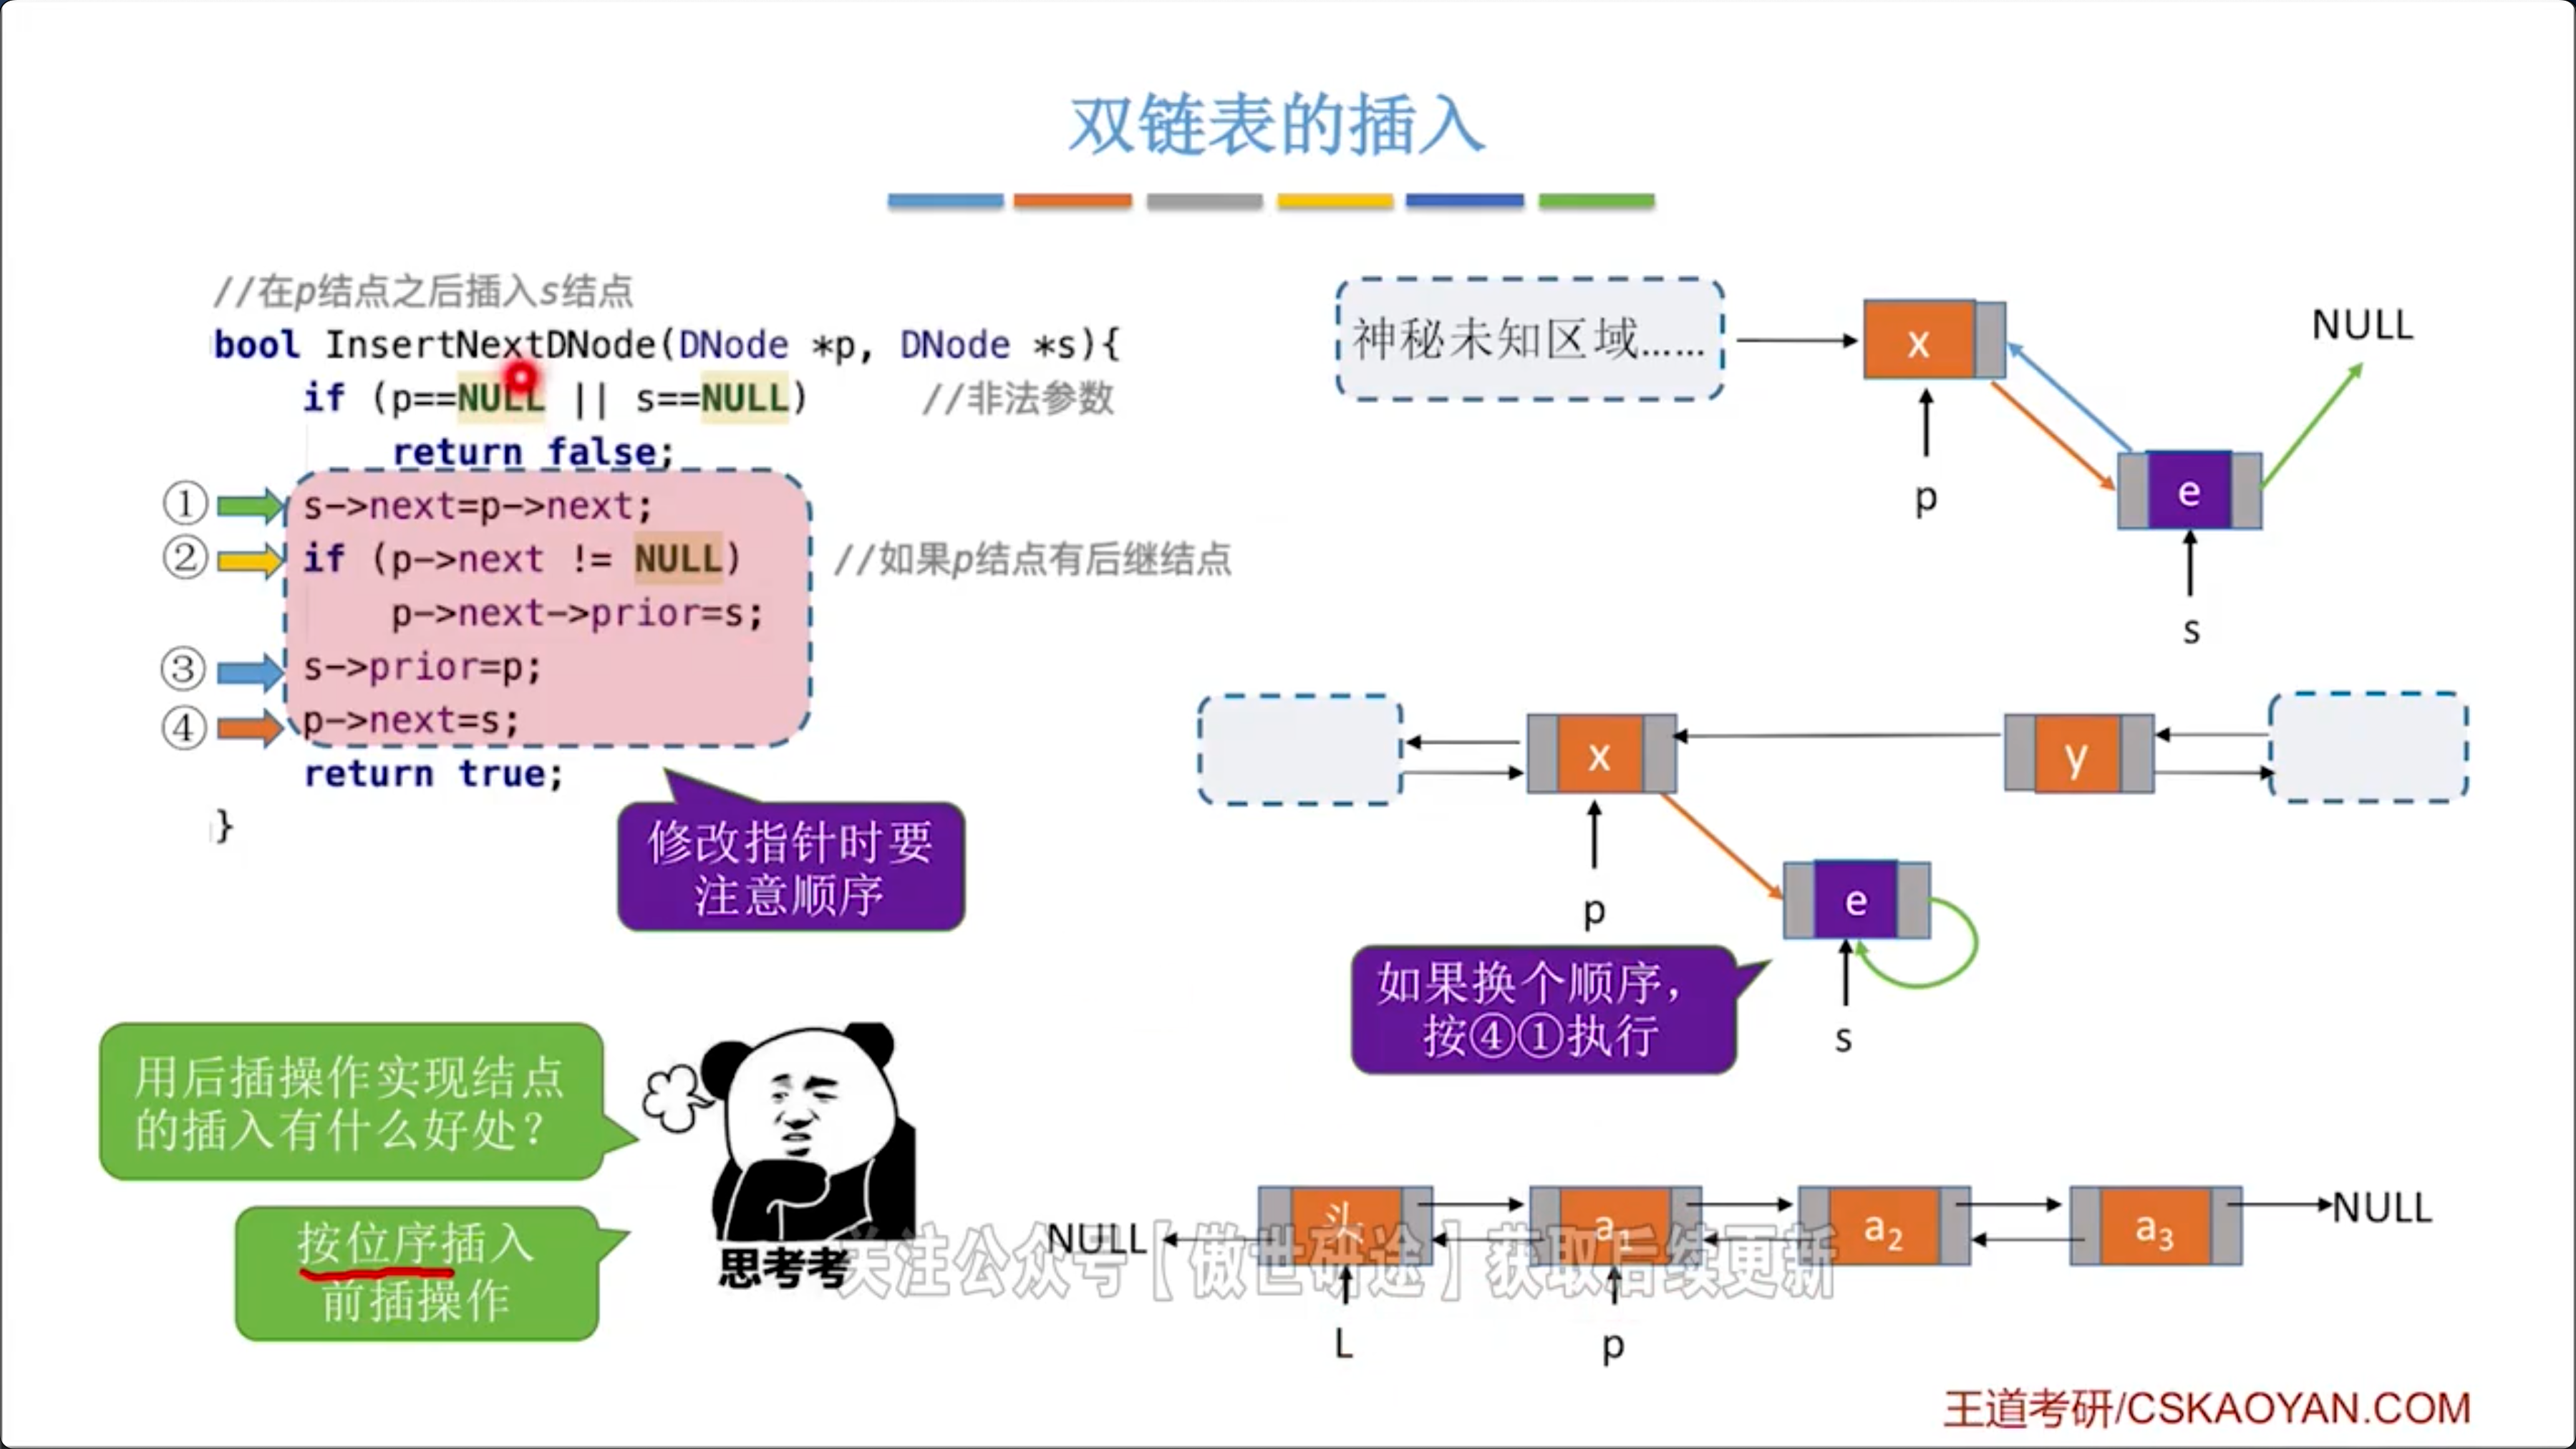 双链表的插入
//在p结点之后插入s结点
bool InsertNextDNode(DNode *p, DNode *s){
if (p==NULL || s==NULL) //非法参数
return false;
① s->next=p->next;
② if (p->next != NULL) //如果p结点有后继结点
p->next->prior=s;
③ s->prior=p;
④ p->next=s;
return true;
}
修改指针时要
注意顺序
神秘未知区域......
x
NULL
p
e
s
x
y
p
e
s
如果换个顺序,
按④①执行
用后插操作实现结点
的插入有什么好处?
按位序插入
前插操作
思考考
NULL
头
a1
a2
a3
NULL
L
p
关注公众号【傲世研途】获取后续更新
王道考研/CSKAOYAN.COM